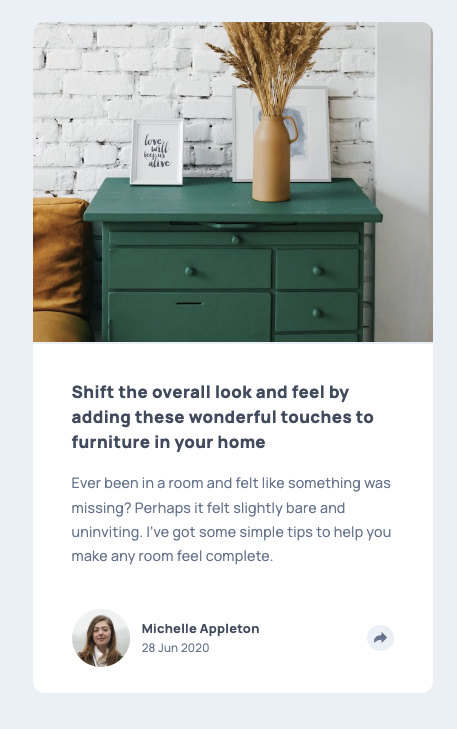 love
will
keep us
alive
Shift the overall look and feel by
adding these wonderful touches to
furniture in your home
Ever been in a room and felt like something was
missing? Perhaps it felt slightly bare and
uninviting. I've got some simple tips to help you
make any room feel complete.
Michelle Appleton
28 Jun 2020